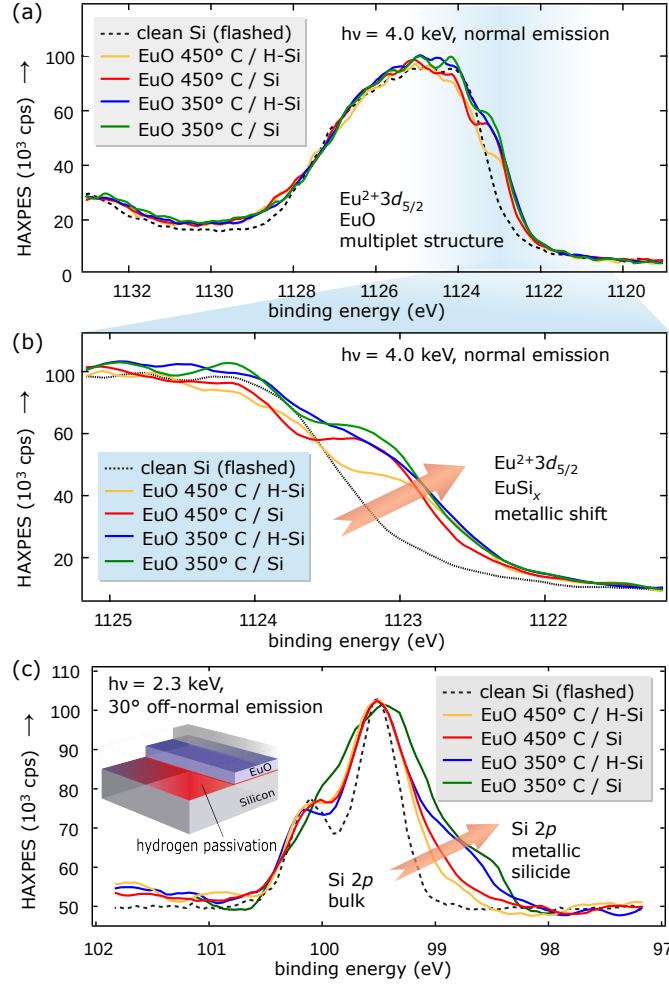 (a)
hν = 4.0 keV, normal emission
clean Si (flashed)
EuO 450° C / H-Si
EuO 450° C / Si
EuO 350° C / H-Si
EuO 350° C / Si
HAXPES (10³ cps) →
100
80
60
40
20
0
Eu²⁺3d₅/₂
EuO
multiplet structure
1132 1130 1128 1126 1124 1122 1120
binding energy (eV)
(b)
hν = 4.0 keV, normal emission
HAXPES (10³ cps) →
100
60
40
20
clean Si (flashed)
EuO 450° C / H-Si
EuO 450° C / Si
EuO 350° C / H-Si
EuO 350° C / Si
Eu²⁺3d₅/₂
EuSiₓ
metallic shift
1125 1124 1123 1122
binding energy (eV)
(c)
hν = 2.3 keV,
30° off-normal emission
clean Si (flashed)
EuO 450° C / H-Si
EuO 450° C / Si
EuO 350° C / H-Si
EuO 350° C / Si
HAXPES (10³ cps) →
110
100
90
80
70
60
50
EuO
Silicon
hydrogen passivation
Si 2p
bulk
Si 2p
metallic
silicide
102 101 100 99 98 97
binding energy (eV)